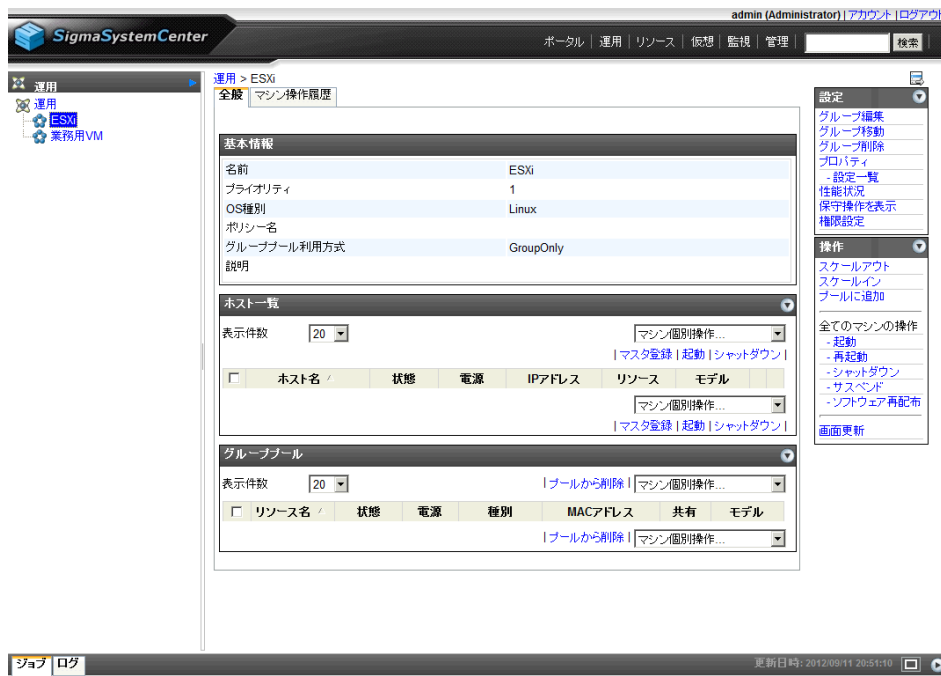 admin (Administrator) | アカウント | ログアウト
SigmaSystemCenter
ポータル | 運用 | リソース | 仮想 | 監視 | 管理 | 検索
運用
運用
ESXi
業務用VM
運用 > ESXi
全般 マシン操作履歴
基本情報
名前 ESXi
プライオリティ 1
OS種別 Linux
ポリシー名
グループプール利用方式 GroupOnly
説明
ホスト一覧
表示件数 20 マシン個別操作...
| マスタ登録 | 起動 | シャットダウン |
ホスト名 状態 電源 IPアドレス リソース モデル
マシン個別操作...
| マスタ登録 | 起動 | シャットダウン |
グループプール
表示件数 20 | プールから削除 | マシン個別操作...
リソース名 状態 電源 種別 MACアドレス 共有 モデル
| プールから削除 | マシン個別操作...
設定
グループ編集
グループ移動
グループ削除
プロパティ
- 設定一覧
性能状況
保守操作を表示
権限設定
操作
スケールアウト
スケールイン
プールに追加
全てのマシンの操作
- 起動
- 再起動
- シャットダウン
- サスペンド
- ソフトウェア再配布
画面更新
ジョブ ログ
更新日時: 2012/09/11 20:51:10